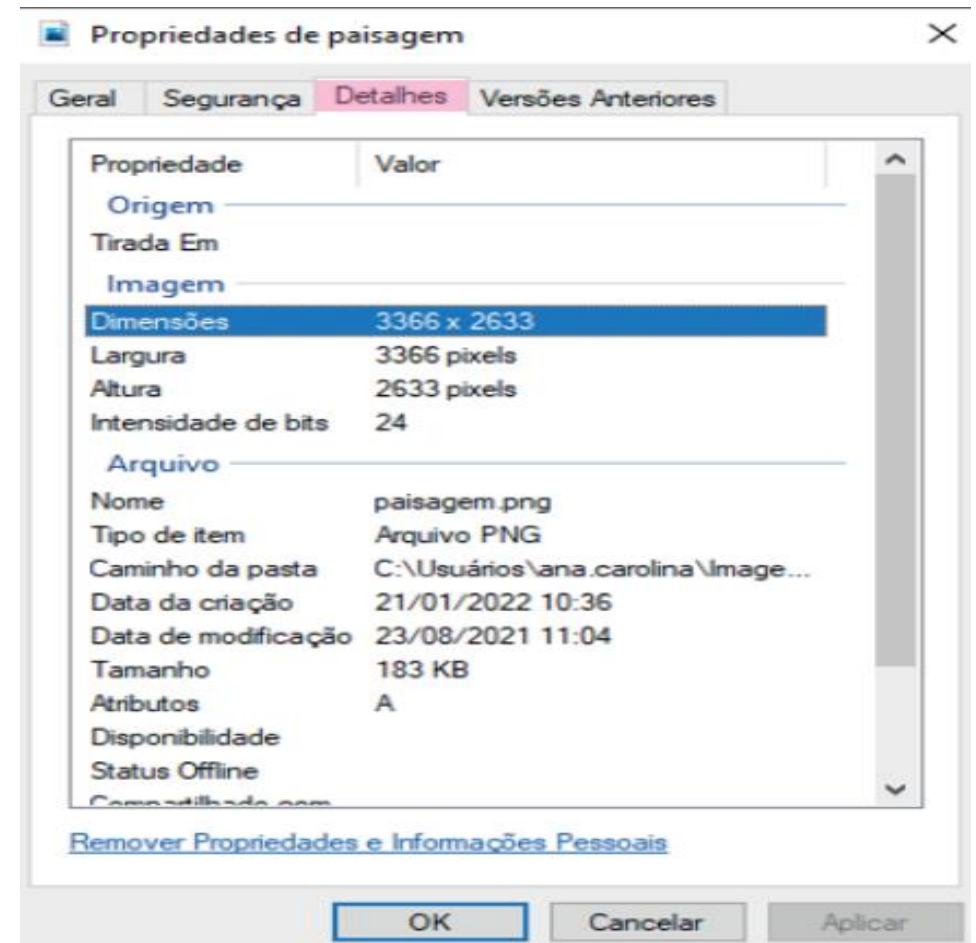 Propriedades de paisagem
Geral Segurança Detalhes Versões Anteriores
Propriedade Valor
Origem
Tirada Em
Imagem
Dimensões 3366 x 2633
Largura 3366 pixels
Altura 2633 pixels
Intensidade de bits 24
Arquivo
Nome paisagem.png
Tipo de item Arquivo PNG
Caminho da pasta C:\Usuários\ana.carolina\Image...
Data da criação 21/01/2022 10:36
Data de modificação 23/08/2021 11:04
Tamanho 183 KB
Atributos A
Disponibilidade
Status Offline
Compartilhado com
Remover Propriedades e Informações Pessoais
OK Cancelar Aplicar